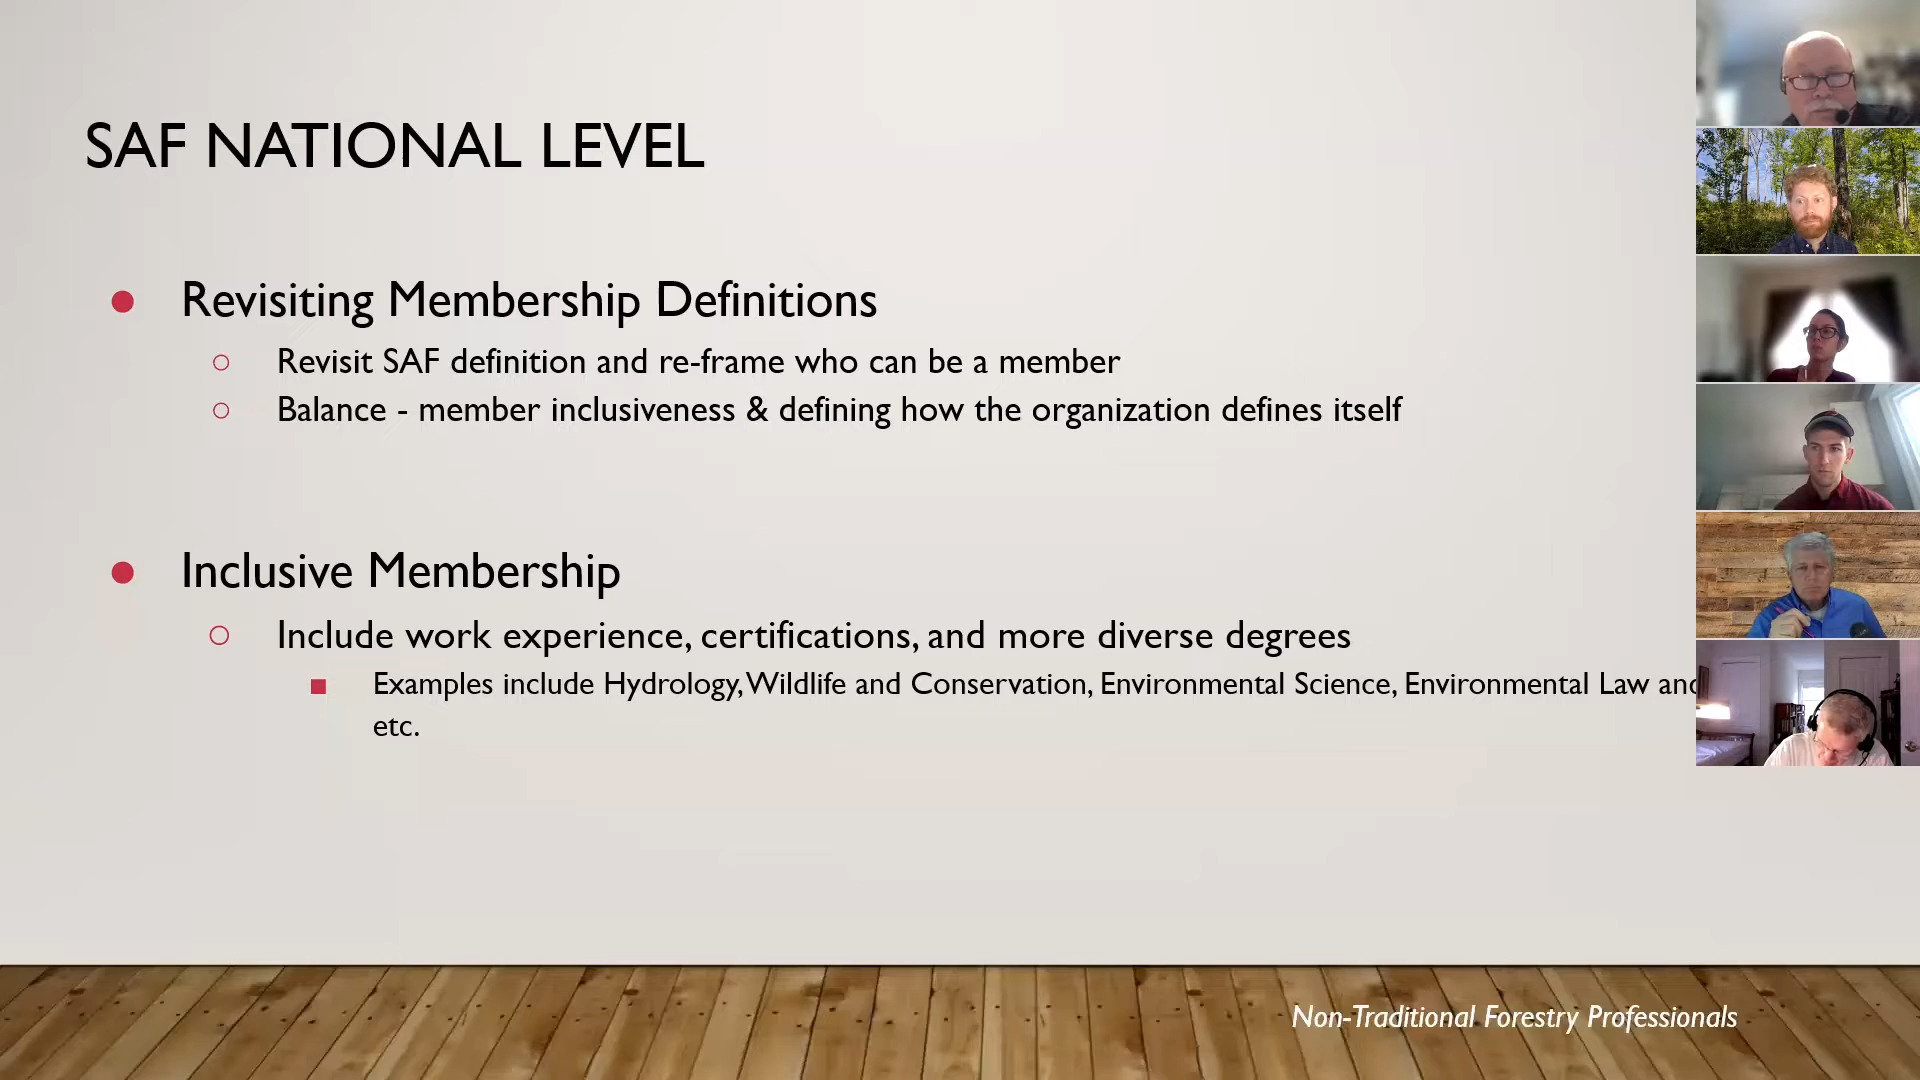 SAF NATIONAL LEVEL
Revisiting Membership Definitions
Revisit SAF definition and re-frame who can be a member
Balance - member inclusiveness & defining how the organization defines itself
Inclusive Membership
Include work experience, certifications, and more diverse degrees
Examples include Hydrology, Wildlife and Conservation, Environmental Science, Environmental Law and
etc.
Non-Traditional Forestry Professionals